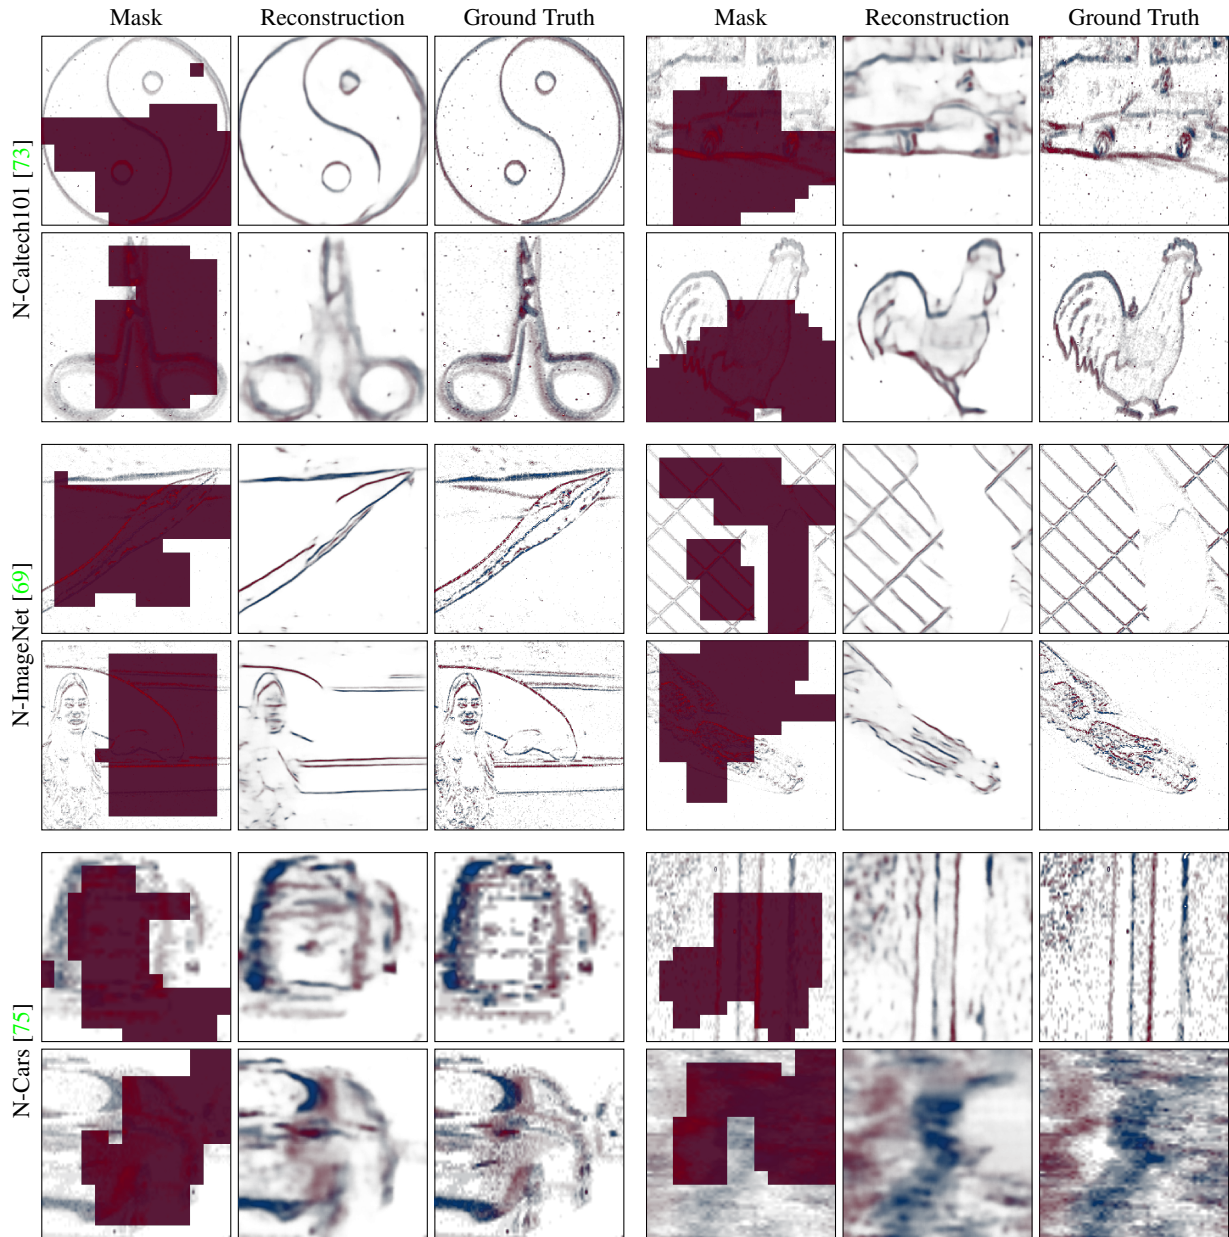 Mask Reconstruction Ground Truth Mask Reconstruction Ground Truth
N-Caltech101 [73]
N-ImageNet [69]
N-Cars [75]